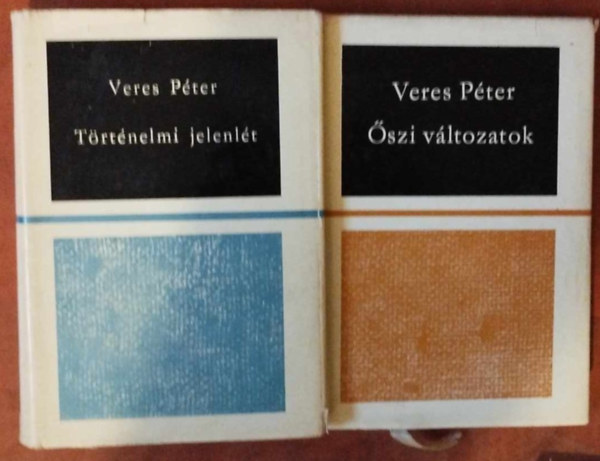 Veres Péter
Történelmi jelenlét
Veres Péter
Őszi változatok